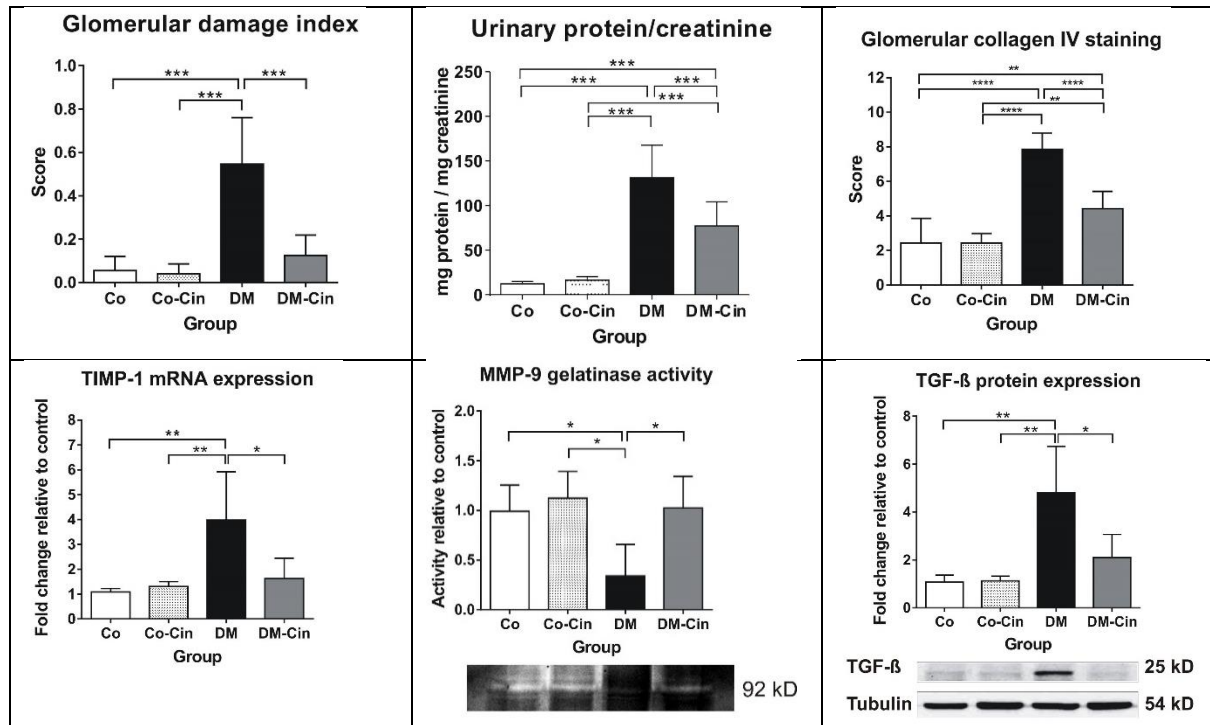 Glomerular damage index
1.0
0.8
0.6
0.4
0.2
0.0
Score
***
***
***
Co Co-Cin DM DM-Cin
Group
Urinary protein/creatinine
250
200
150
100
50
0
mg protein / mg creatinine
***
***
***
***
***
Co Co-Cin DM DM-Cin
Group
Glomerular collagen IV staining
12
10
8
6
4
2
0
Score
**
****
****
**
****
Co Co-Cin DM DM-Cin
Group
TIMP-1 mRNA expression
8
7
6
5
4
3
2
1
0
Fold change relative to control
**
**
*
Co Co-Cin DM DM-Cin
Group
MMP-9 gelatinase activity
2.0
1.5
1.0
0.5
0.0
Activity relative to control
*
*
*
Co Co-Cin DM DM-Cin
Group
92 kD
TGF-ß protein expression
8
6
4
2
0
Fold change relative to control
**
**
*
Co Co-Cin DM DM-Cin
Group
TGF-ß 25 kD
Tubulin 54 kD